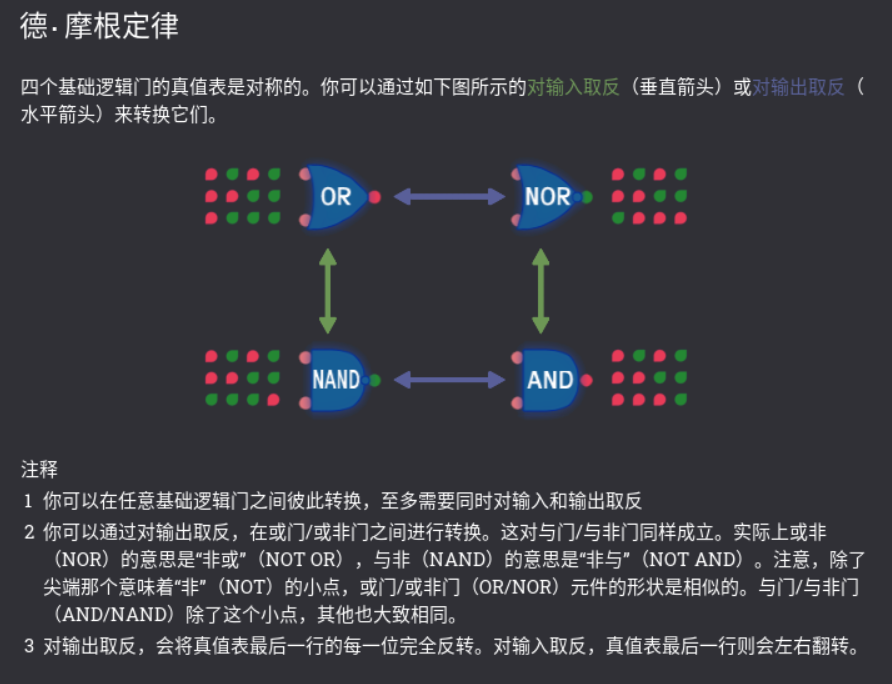 德·摩根定律
四个基础逻辑门的真值表是对称的。你可以通过如下图所示的对输入取反（垂直箭头）或对输出取反（
水平箭头）来转换它们。
OR
NOR
NAND
AND
注释
1 你可以在任意基础逻辑门之间彼此转换，至多需要同时对输入和输出取反
2 你可以通过对输出取反，在或门/或非门之间进行转换。这对与门/与非门同样成立。实际上或非
（NOR）的意思是“非或”（NOT OR），与非（NAND）的意思是“非与”（NOT AND）。注意，除了
尖端那个意味着“非”（NOT）的小点，或门/或非门（OR/NOR）元件的形状是相似的。与门/与非门
（AND/NAND）除了这个小点，其他也大致相同。
3 对输出取反，会将真值表最后一行的每一位完全反转。对输入取反，真值表最后一行则会左右翻转。